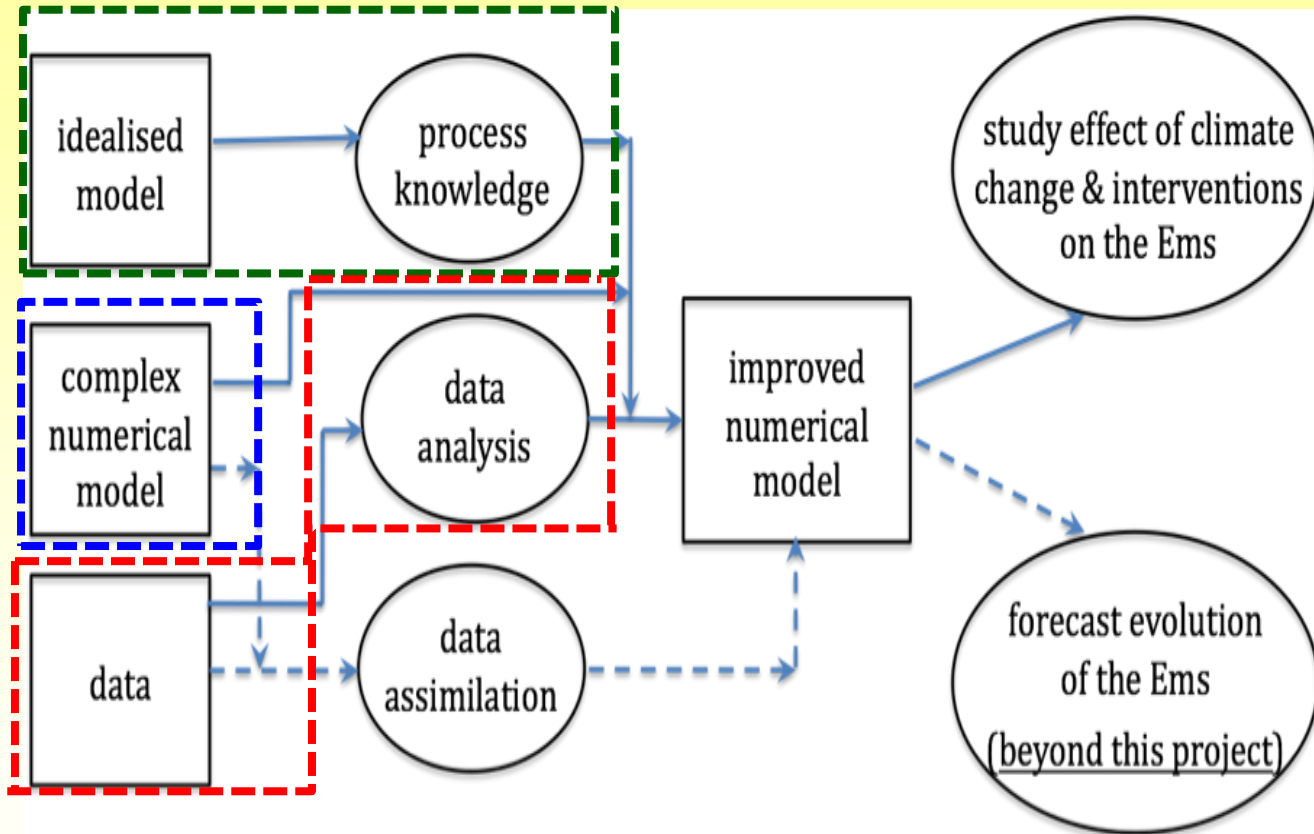 idealised
model
process
knowledge
study effect of climate
change & interventions
on the Ems
complex
numerical
model
data
analysis
improved
numerical
model
data
data
assimilation
forecast evolution
of the Ems
(beyond this project)